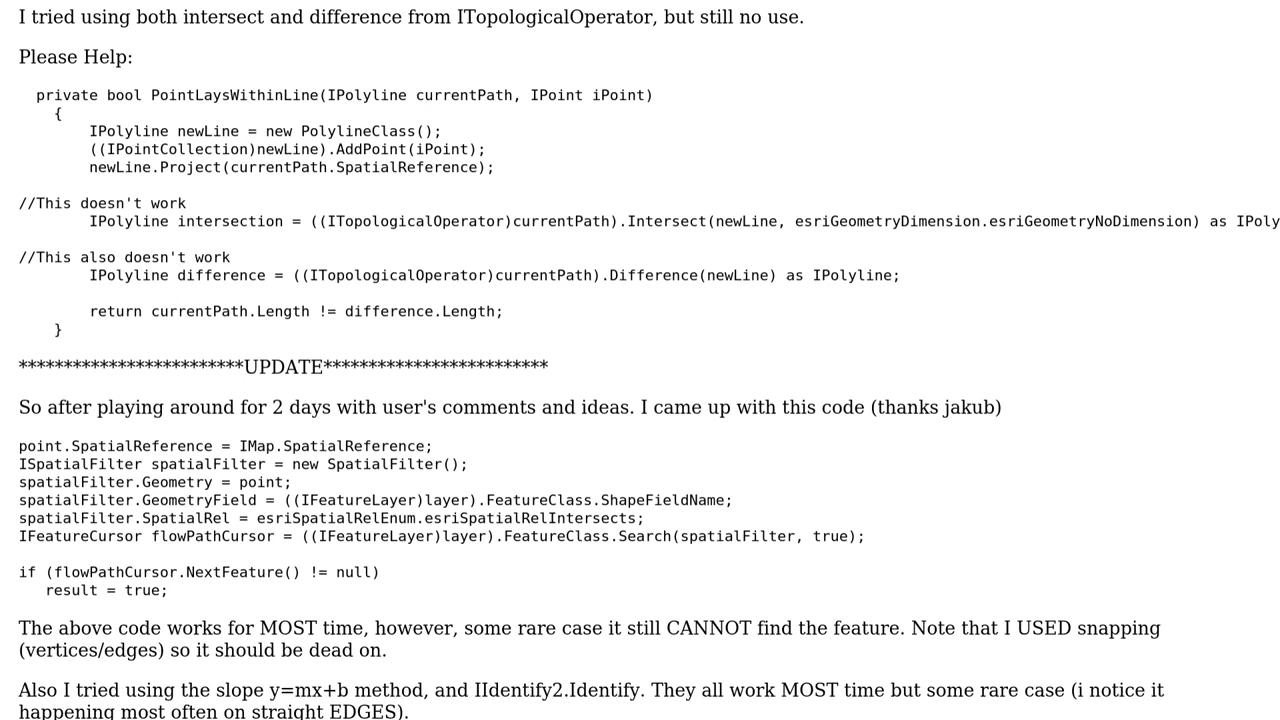 I tried using both intersect and difference from ITopologicalOperator, but still no use.
Please Help:
private bool PointLaysWithinLine(IPolyline currentPath, IPoint iPoint)
{
IPolyline newLine = new PolylineClass();
((IPointCollection)newLine).AddPoint(iPoint);
newLine.Project(currentPath.SpatialReference);
//This doesn't work
IPolyline intersection = ((ITopologicalOperator)currentPath).Intersect(newLine, esriGeometryDimension.esriGeometryNoDimension) as IPoly
//This also doesn't work
IPolyline difference = ((ITopologicalOperator)currentPath).Difference(newLine) as IPolyline;
return currentPath.Length != difference.Length;
}
*************************UPDATE*************************
So after playing around for 2 days with user's comments and ideas. I came up with this code (thanks jakub)
point.SpatialReference = IMap.SpatialReference;
ISpatialFilter spatialFilter = new SpatialFilter();
spatialFilter.Geometry = point;
spatialFilter.GeometryField = ((IFeatureLayer)layer).FeatureClass.ShapeFieldName;
spatialFilter.SpatialRel = esriSpatialRelEnum.esriSpatialRelIntersects;
IFeatureCursor flowPathCursor = ((IFeatureLayer)layer).FeatureClass.Search(spatialFilter, true);
if (flowPathCursor.NextFeature() != null)
result = true;
The above code works for MOST time, however, some rare case it still CANNOT find the feature. Note that I USED snapping
(vertices/edges) so it should be dead on.
Also I tried using the slope y=mx+b method, and IIdentify2.Identify. They all work MOST time but some rare case (i notice it
happening most often on straight EDGES).